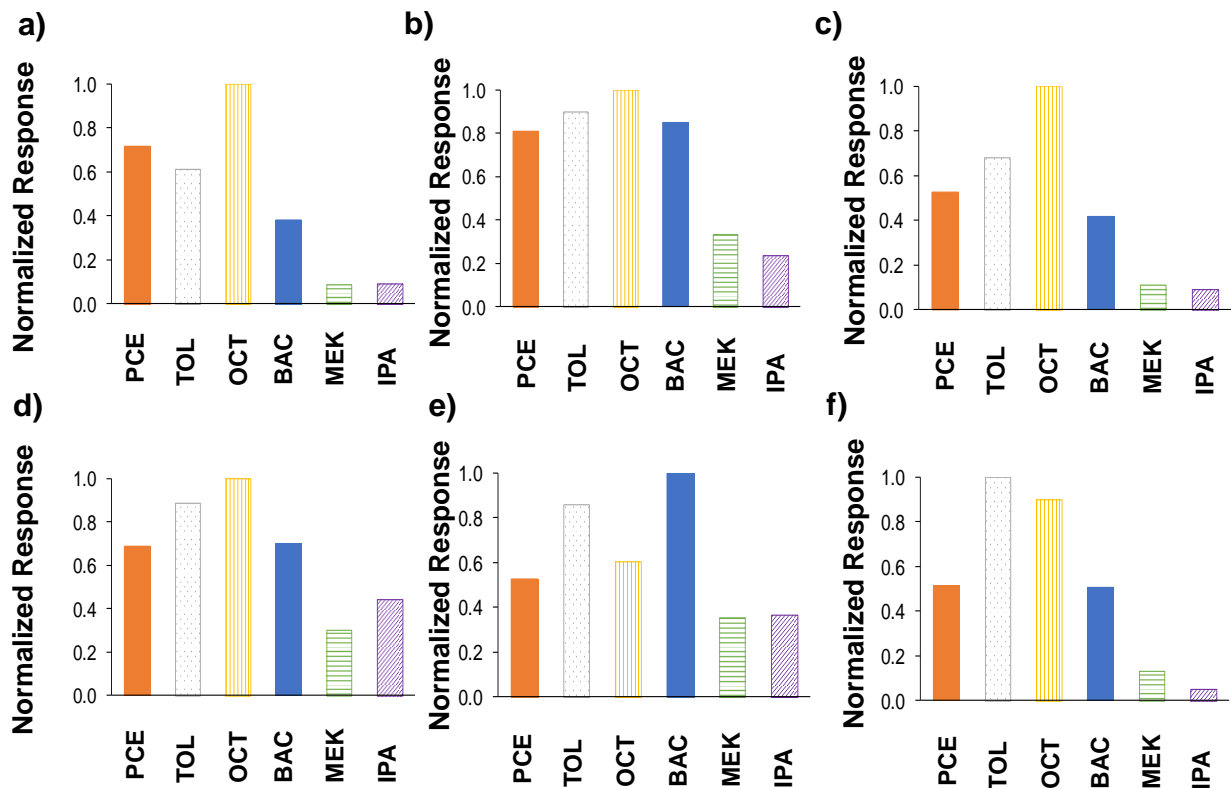 a)
Normalized Response
1.0
0.8
0.6
0.4
0.2
0.0
PCE
TOL
OCT
BAC
MEK
IPA
b)
Normalized Response
1.0
0.8
0.6
0.4
0.2
0.0
PCE
TOL
OCT
BAC
MEK
IPA
c)
Normalized Response
1.0
0.8
0.6
0.4
0.2
0.0
PCE
TOL
OCT
BAC
MEK
IPA
d)
Normalized Response
1.0
0.8
0.6
0.4
0.2
0.0
PCE
TOL
OCT
BAC
MEK
IPA
e)
Normalized Response
1.0
0.8
0.6
0.4
0.2
0.0
PCE
TOL
OCT
BAC
MEK
IPA
f)
Normalized Response
1.0
0.8
0.6
0.4
0.2
0.0
PCE
TOL
OCT
BAC
MEK
IPA